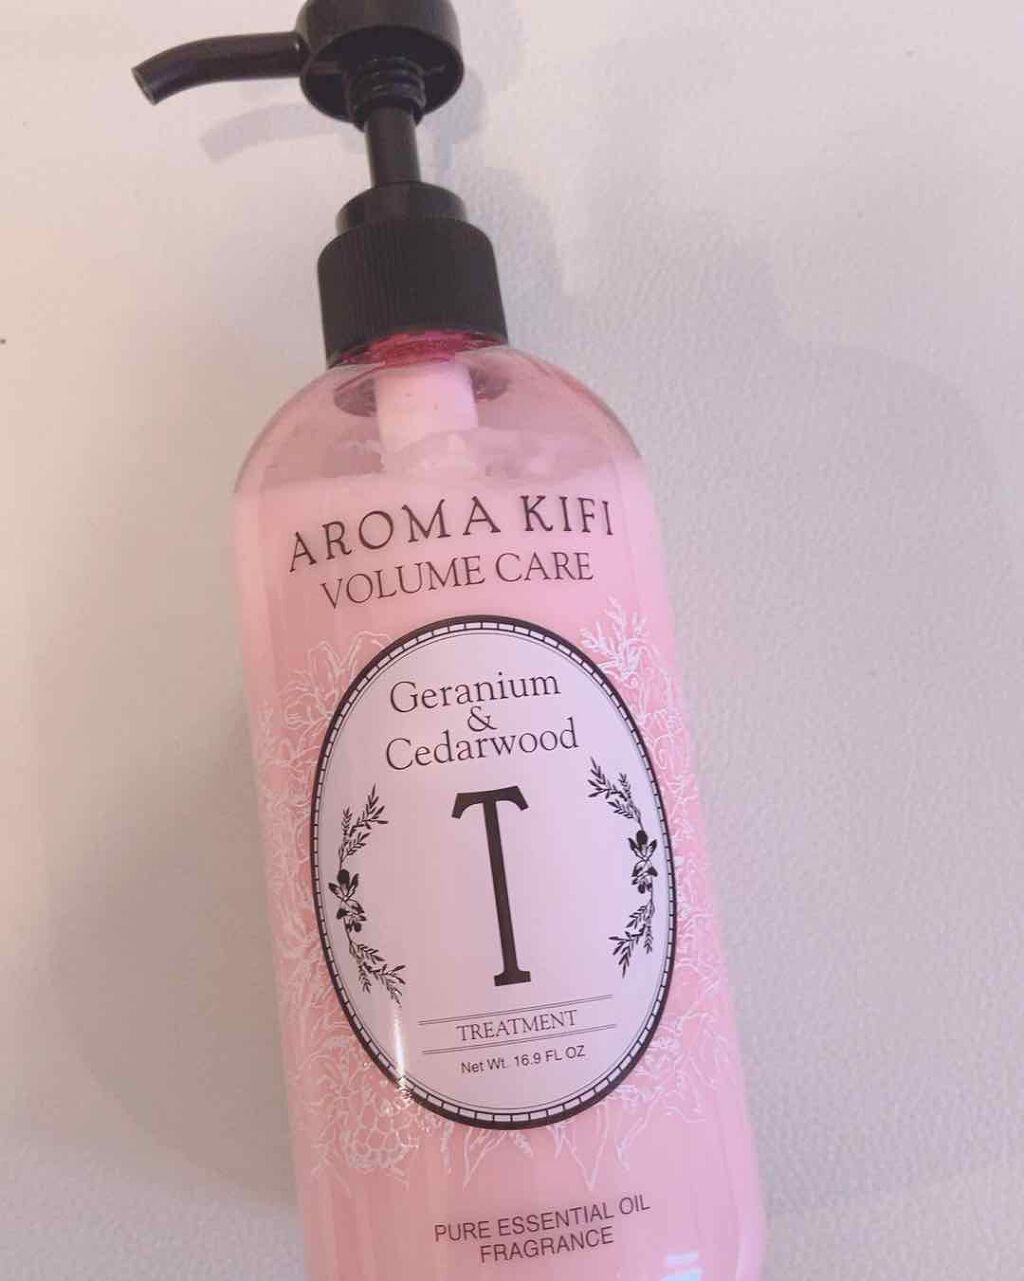 AROMA KIFI
VOLUME CARE
Geranium
&
Cedarwood
T
TREATMENT
Net Wt. 16.9 FL OZ
PURE ESSENTIAL OIL
FRAGRANCE